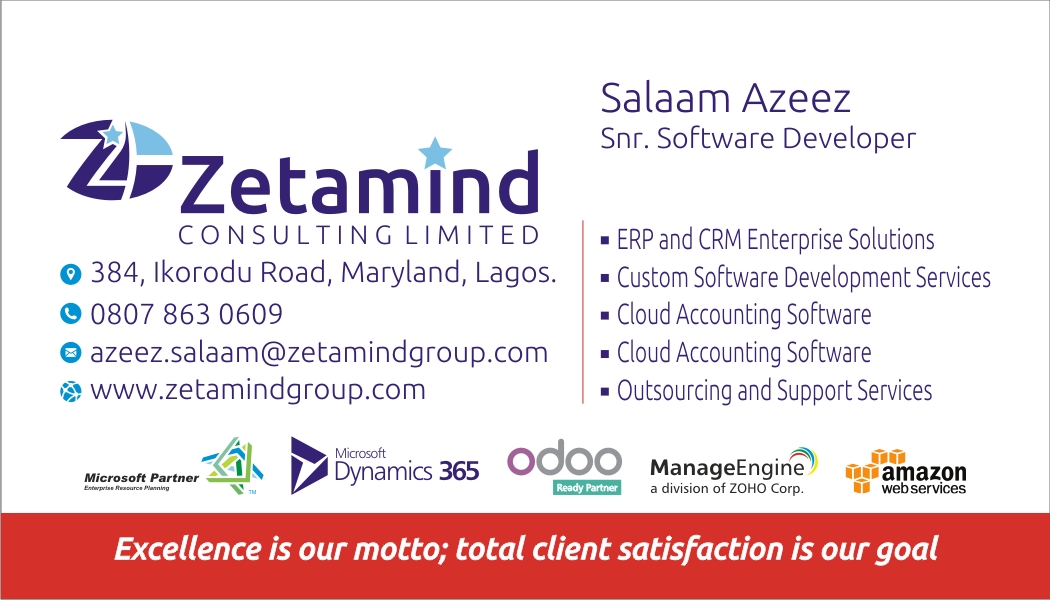 Salaam Azeez
Snr. Software Developer
Zetamind
CONSULTING LIMITED
384, Ikorodu Road, Maryland, Lagos.
0807 863 0609
azeez.salaam@zetamindgroup.com
www.zetamindgroup.com
ERP and CRM Enterprise Solutions
Custom Software Development Services
Cloud Accounting Software
Cloud Accounting Software
Outsourcing and Support Services
Microsoft Partner
Enterprise Resource Planning
TM
Microsoft
Dynamics 365
odoo
Ready Partner
ManageEngine
a division of ZOHO Corp.
amazon
web services
Excellence is our motto; total client satisfaction is our goal